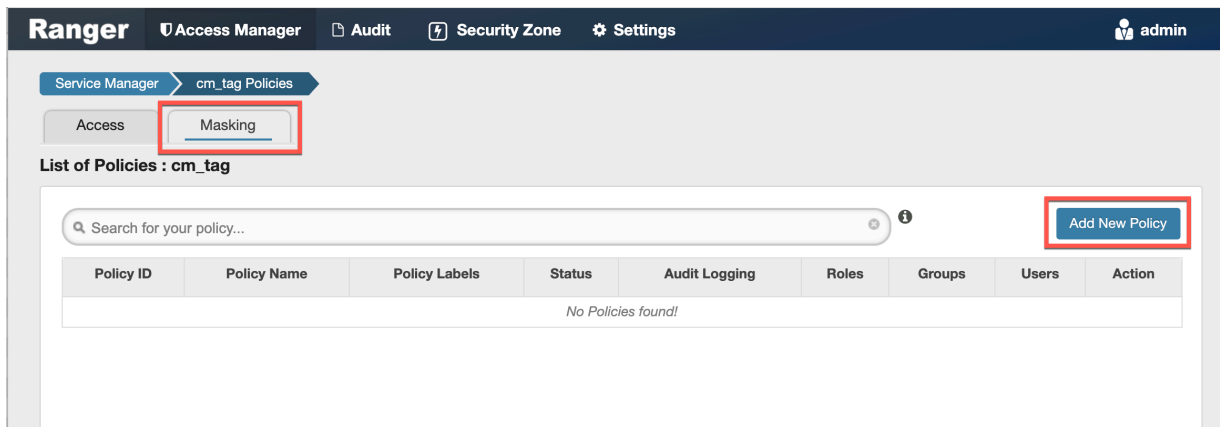 Ranger Access Manager Audit Security Zone Settings admin
Service Manager cm_tag Policies
Access Masking
List of Policies : cm_tag
Search for your policy... Add New Policy
Policy ID Policy Name Policy Labels Status Audit Logging Roles Groups Users Action
No Policies found!